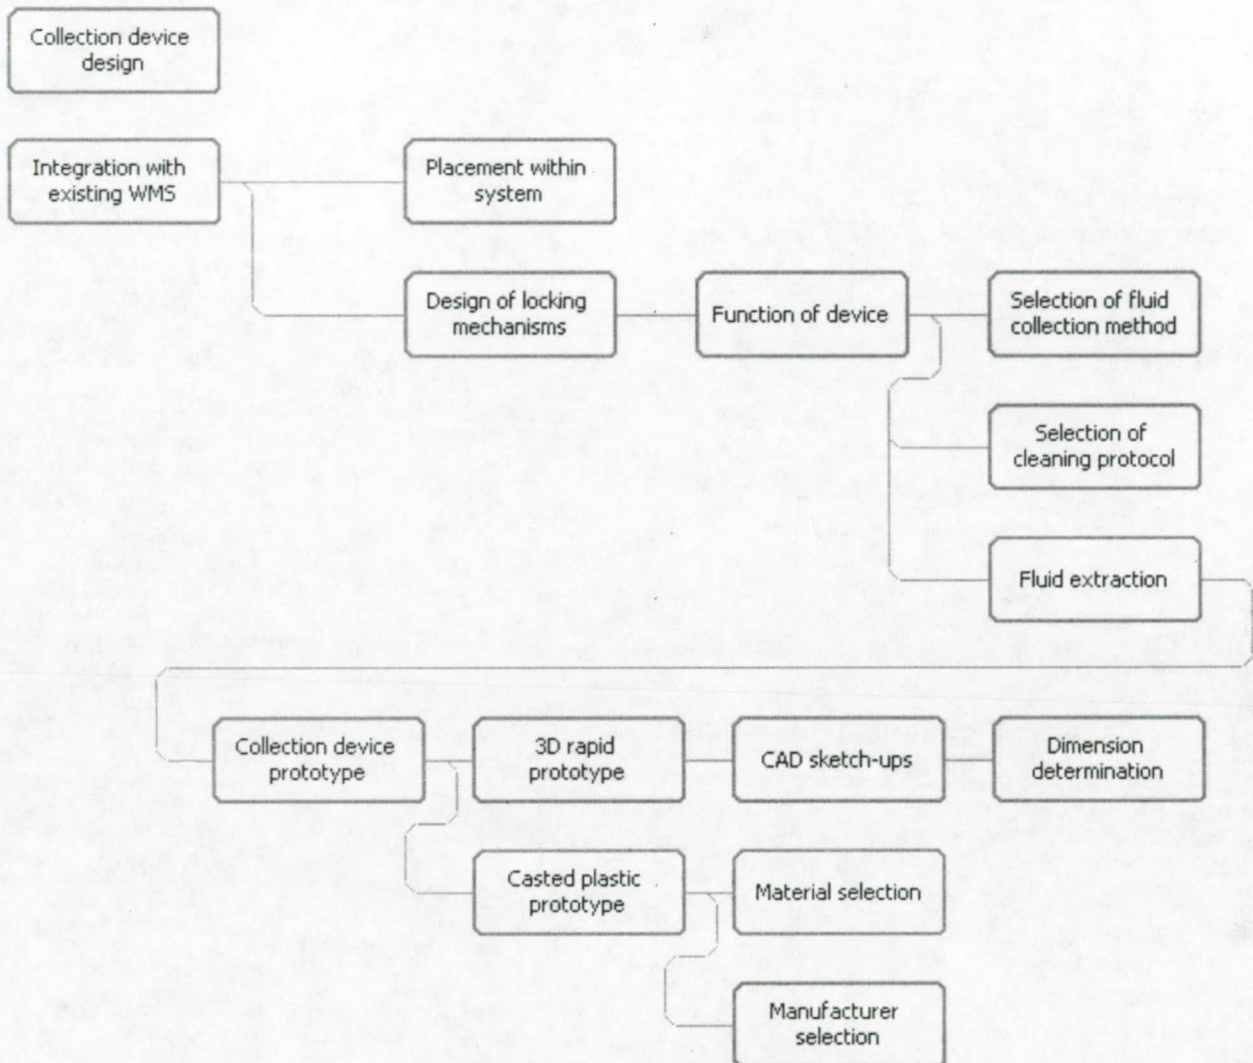 Collection device
design
Integration with
existing WMS
Placement within
system
Design of locking
mechanisms
Function of device
Selection of fluid
collection method
Selection of
cleaning protocol
Fluid extraction
Collection device
prototype
3D rapid
prototype
CAD sketch-ups
Dimension
determination
Casted plastic
prototype
Material selection
Manufacturer
selection